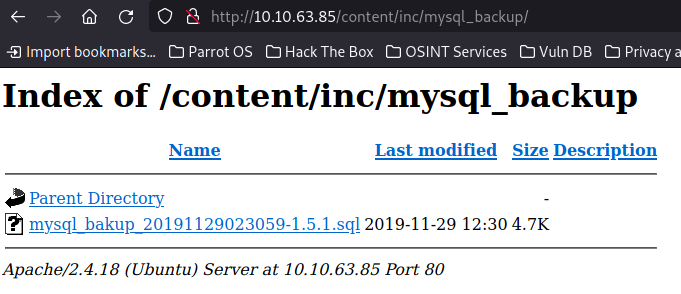 http://10.10.63.85/content/inc/mysql_backup/
Import bookmarks... Parrot OS Hack The Box OSINT Services Vuln DB Privacy a
Index of /content/inc/mysql_backup
Name Last modified Size Description
Parent Directory -
mysql_bakup_20191129023059-1.5.1.sql 2019-11-29 12:30 4.7K
Apache/2.4.18 (Ubuntu) Server at 10.10.63.85 Port 80